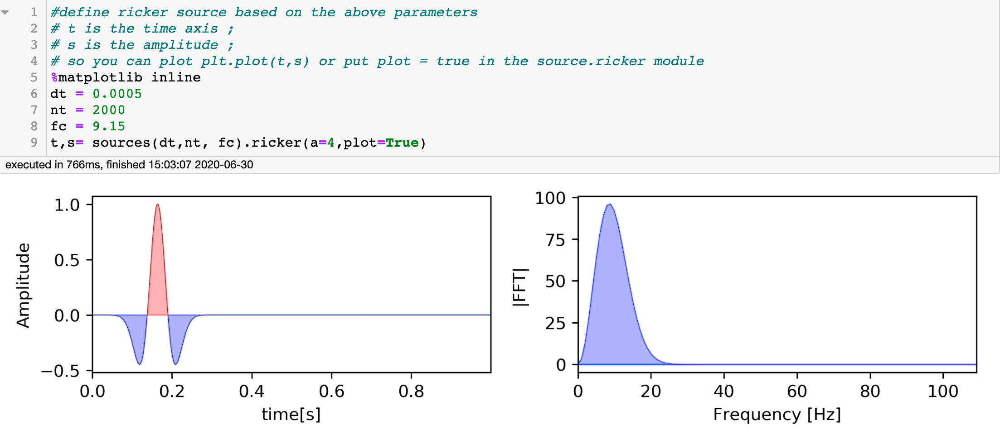 1 #define ricker source based on the above parameters
2 # t is the time axis ;
3 # s is the amplitude ;
4 # so you can plot plt.plot(t,s) or put plot = true in the source.ricker module
5 %matplotlib inline
6 dt = 0.0005
7 nt = 2000
8 fc = 9.15
9 t,s= sources(dt,nt, fc).ricker(a=4,plot=True)
executed in 766ms, finished 15:03:07 2020-06-30
1.0
0.5
0.0
−0.5
Amplitude
0.0 0.2 0.4 0.6 0.8
time[s]
100
75
50
25
0
|FFT|
0 20 40 60 80 100
Frequency [Hz]